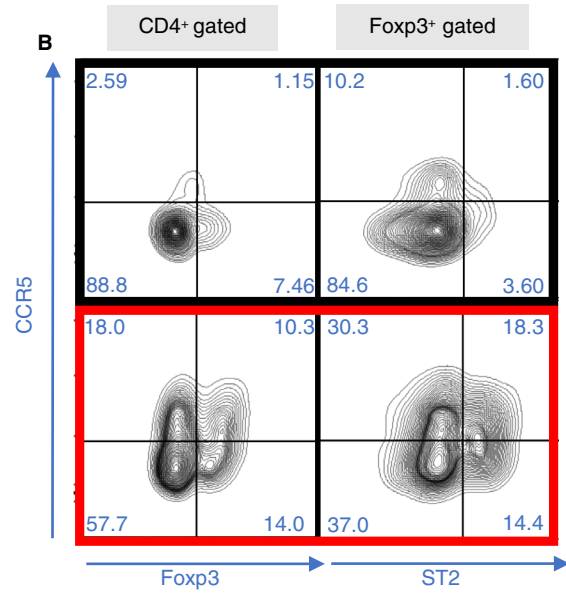 CD4⁺ gated Foxp3⁺ gated
B
2.59 1.15 10.2 1.60
88.8 7.46 84.6 3.60
CCR5
18.0 10.3 30.3 18.3
57.7 14.0 37.0 14.4
Foxp3 ST2